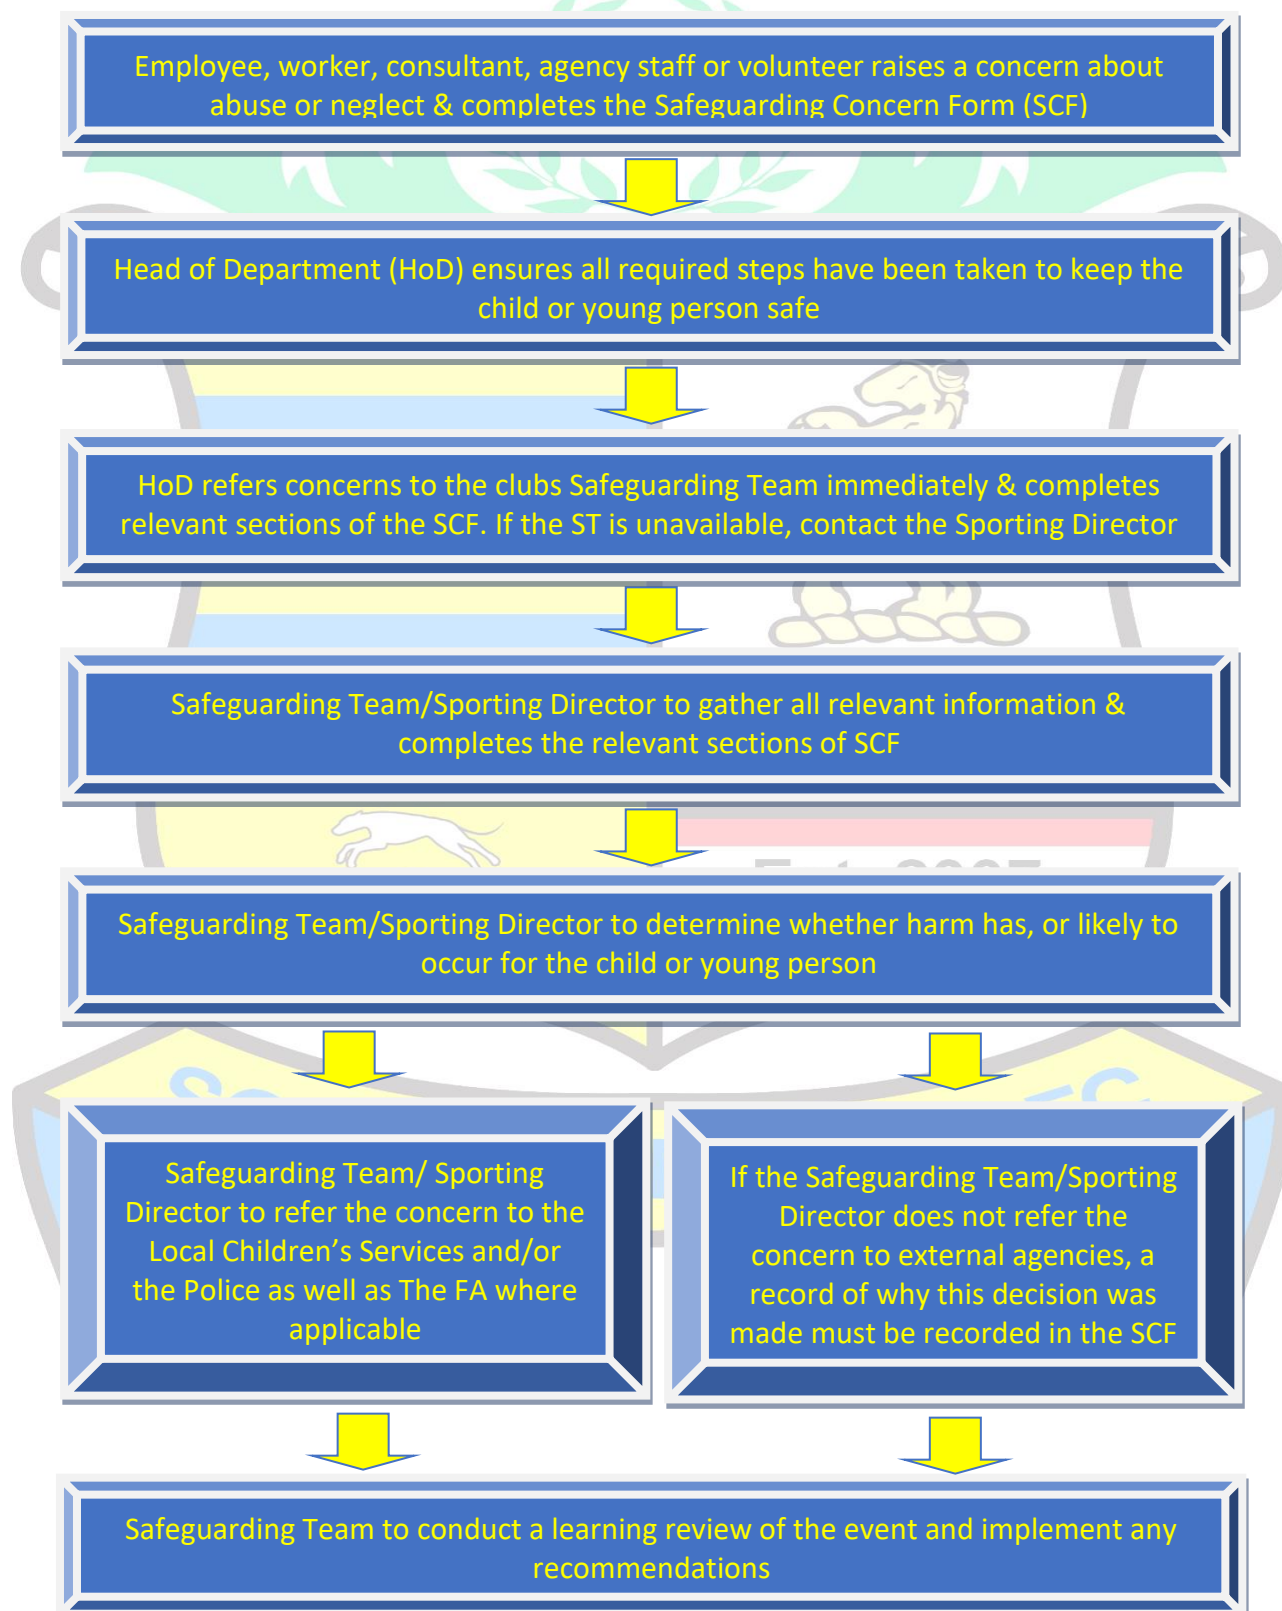 Employee, worker, consultant, agency staff or volunteer raises a concern about
abuse or neglect & completes the Safeguarding Concern Form (SCF)
Head of Department (HoD) ensures all required steps have been taken to keep the
child or young person safe
HoD refers concerns to the clubs Safeguarding Team immediately & completes
relevant sections of the SCF. If the ST is unavailable, contact the Sporting Director
Safeguarding Team/Sporting Director to gather all relevant information &
completes the relevant sections of SCF
Safeguarding Team/Sporting Director to determine whether harm has, or likely to
occur for the child or young person
Safeguarding Team/ Sporting
Director to refer the concern to the
Local Children’s Services and/or
the Police as well as The FA where
applicable
If the Safeguarding Team/Sporting
Director does not refer the
concern to external agencies, a
record of why this decision was
made must be recorded in the SCF
Safeguarding Team to conduct a learning review of the event and implement any
recommendations